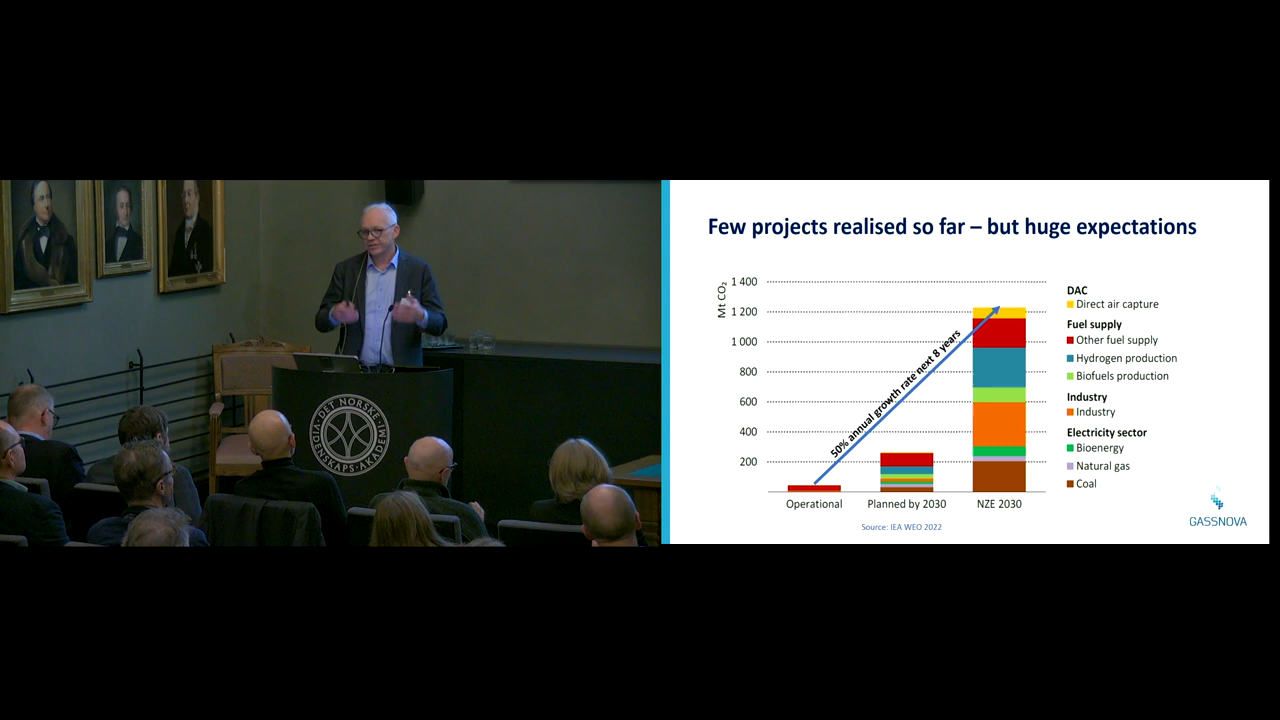 DET NORSKE
VIDENSKAPS-AKADEMI
Few projects realised so far – but huge expectations
Mt CO₂
1 400
1 200
1 000
800
600
400
200
50% annual growth rate next 8 years
Operational
Planned by 2030
NZE 2030
Source: IEA WEO 2022
DAC
Direct air capture
Fuel supply
Other fuel supply
Hydrogen production
Biofuels production
Industry
Industry
Electricity sector
Bioenergy
Natural gas
Coal
GASSNOVA